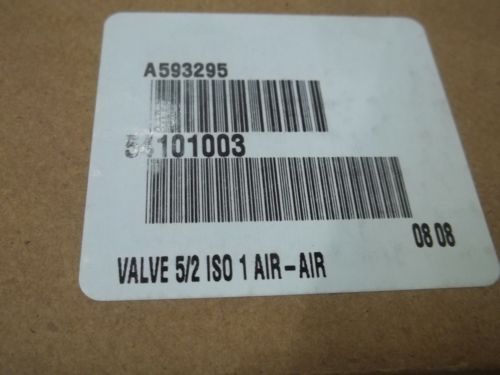 A593295
54101003
08 08
VALVE 5/2 ISO 1 AIR-AIR